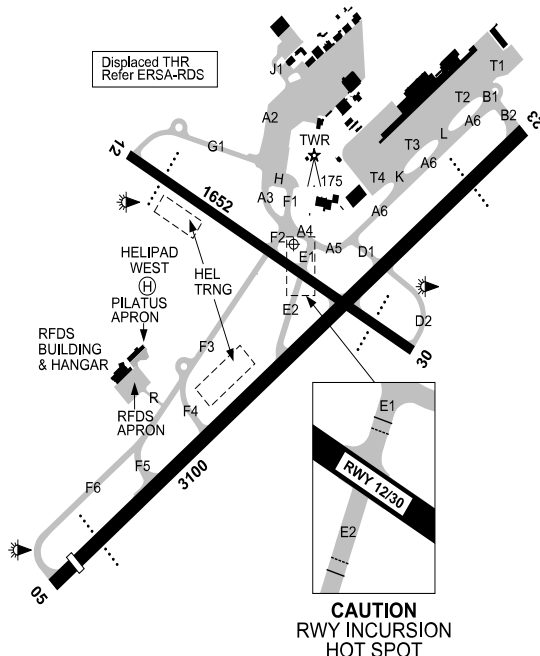 Displaced THR
Refer ERSA-RDS
J1
T1
T2
B1
B2
A6
L
23
A2
TWR
T3
A6
12
G1
H
175
T4
K
A6
A3
F1
1652
F2
A4
A5
D1
E1
HELIPAD
WEST
H
PILATUS
APRON
HEL
TRNG
E2
D2
30
RFDS
BUILDING
& HANGAR
F3
R
RFDS
APRON
F4
F5
3100
F6
05
E1
RWY 12/30
E2
CAUTION
RWY INCURSION
HOT SPOT